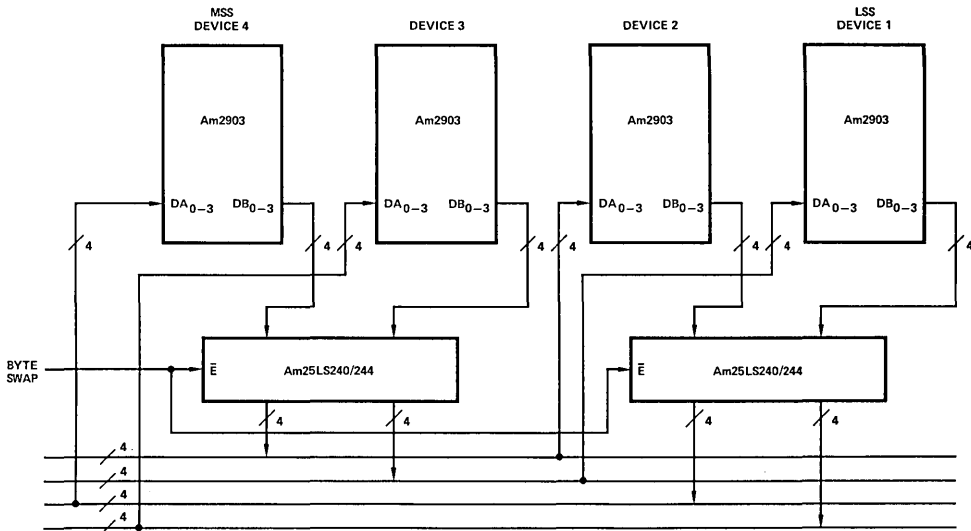 MSS
DEVICE 4
DEVICE 3
DEVICE 2
LSS
DEVICE 1
Am2903
Am2903
Am2903
Am2903
DA0–3 DB0–3
DA0–3 DB0–3
DA0–3 DB0–3
DA0–3 DB0–3
4
4
4
4
4
4
4
4
BYTE
SWAP
E̅
Am25LS240/244
E̅
Am25LS240/244
4
4
4
4
4
4
4
4